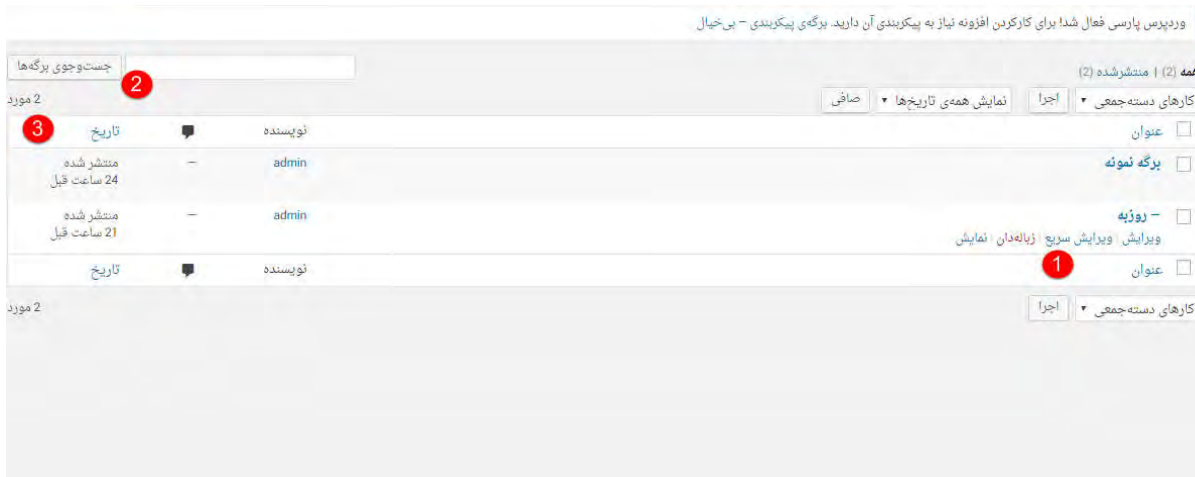 وردپرس پارسی فعال شد! برای کارکردن افزونه نیاز به پیکربندی آن دارید. برگه‌ی پیکربندی – بی‌خیال
همه (2) | منتشرشده (2)
جست‌وجوی برگه‌ها
2
کارهای دسته‌جمعی اجرا نمایش همه‌ی تاریخ‌ها صافی 2 مورد
عنوان نویسنده تاریخ 3
برگه نمونه admin — منتشر شده
24 ساعت قبل
— روزبه admin — منتشر شده
21 ساعت قبل
ویرایش | ویرایش سریع | زباله‌دان | نمایش
1
عنوان نویسنده تاریخ
کارهای دسته‌جمعی اجرا 2 مورد